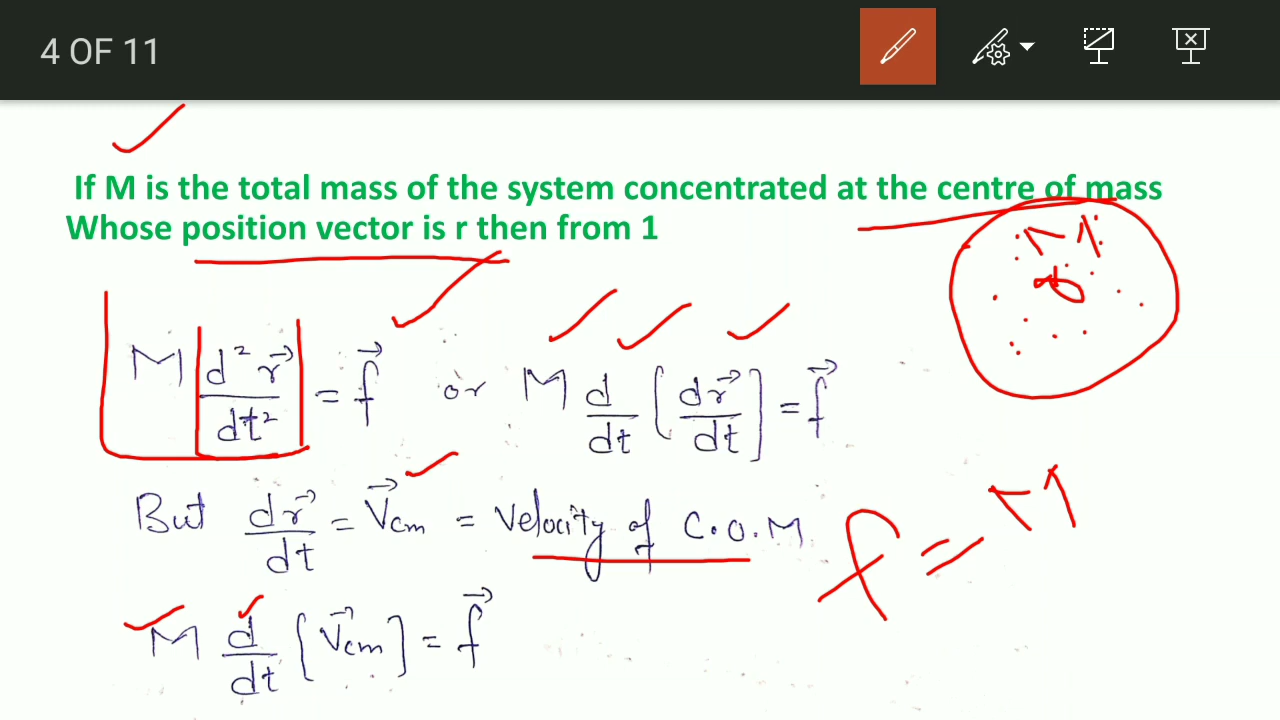 4 OF 11
If M is the total mass of the system concentrated at the centre of mass
Whose position vector is r then from 1
M
M d²r⃗/dt² = f⃗ or M d/dt [dr⃗/dt] = f⃗
But dr⃗/dt = V⃗cm = Velocity of C.O.M
f = M
M d/dt [V⃗cm] = f⃗